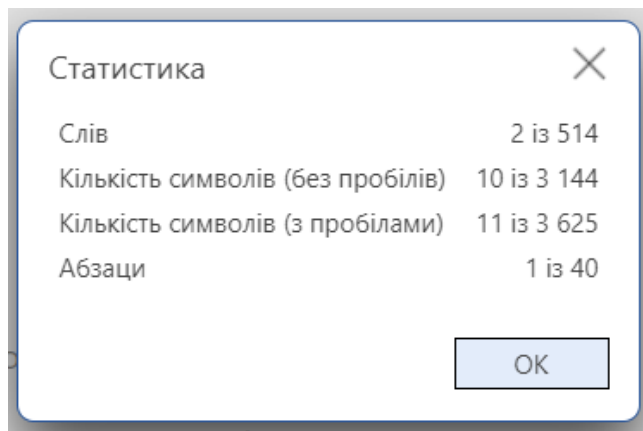 Статистика
Слів 2 із 514
Кількість символів (без пробілів) 10 із 3 144
Кількість символів (з пробілами) 11 із 3 625
Абзаци 1 із 40
ОК